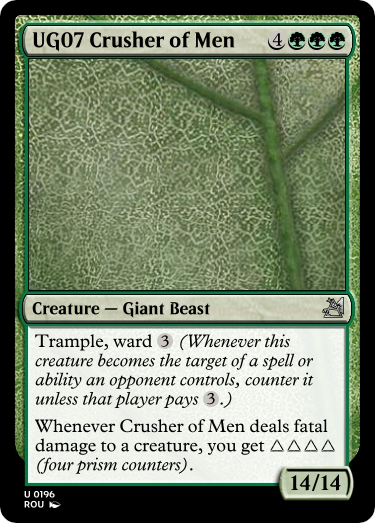 UG07 Crusher of Men 4
Creature — Giant Beast
Trample, ward 3 (Whenever this
creature becomes the target of a spell or
ability an opponent controls, counter it
unless that player pays 3.)
Whenever Crusher of Men deals fatal
damage to a creature, you get △△△△
(four prism counters).
14/14
U 0196
ROU